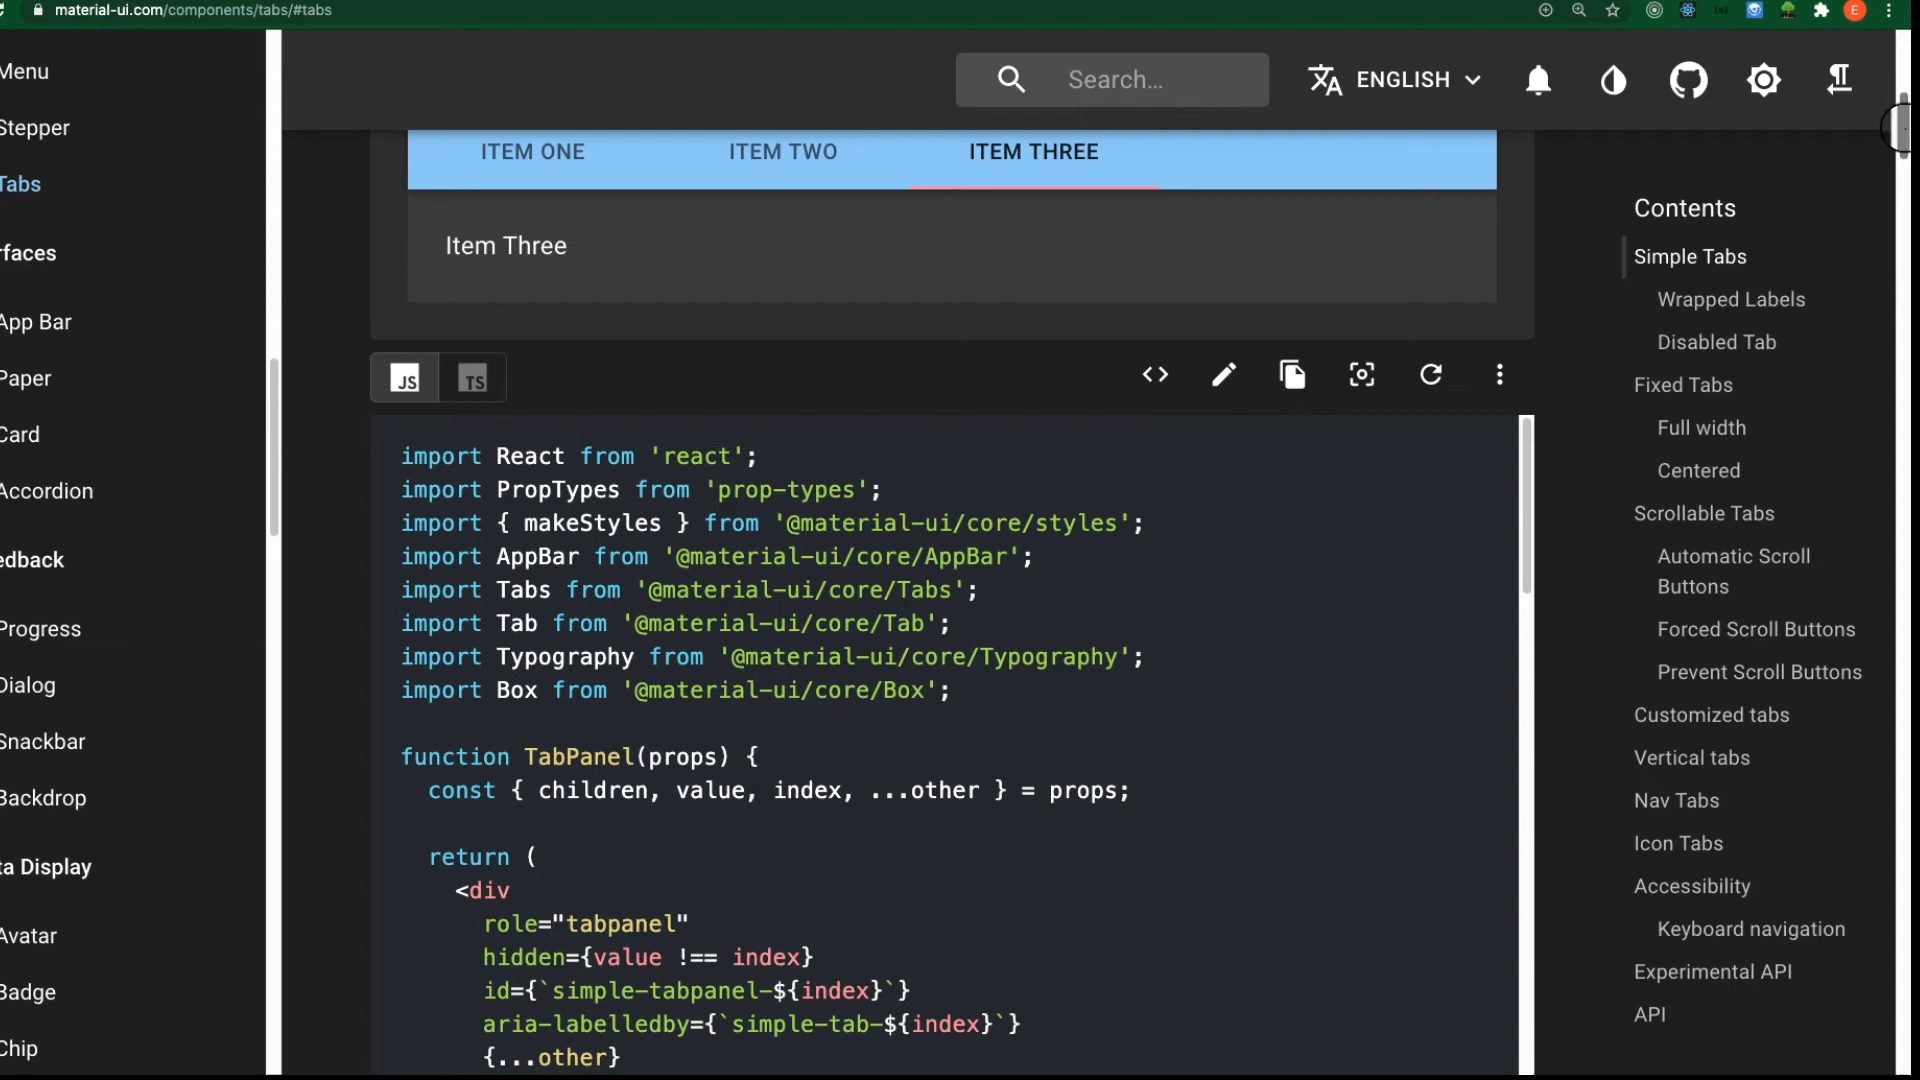 material-ui.com/components/tabs/#tabs
E
Menu
Stepper
Tabs
rfaces
App Bar
Paper
Card
Accordion
edback
Progress
Dialog
Snackbar
Backdrop
ta Display
Avatar
Badge
Chip
Search…
ENGLISH
ITEM ONE
ITEM TWO
ITEM THREE
Item Three
JS
TS
import React from 'react';
import PropTypes from 'prop-types';
import { makeStyles } from '@material-ui/core/styles';
import AppBar from '@material-ui/core/AppBar';
import Tabs from '@material-ui/core/Tabs';
import Tab from '@material-ui/core/Tab';
import Typography from '@material-ui/core/Typography';
import Box from '@material-ui/core/Box';
function TabPanel(props) {
const { children, value, index, ...other } = props;
return (
<div
role="tabpanel"
hidden={value !== index}
id={`simple-tabpanel-${index}`}
aria-labelledby={`simple-tab-${index}`}
{...other}
Contents
Simple Tabs
Wrapped Labels
Disabled Tab
Fixed Tabs
Full width
Centered
Scrollable Tabs
Automatic Scroll
Buttons
Forced Scroll Buttons
Prevent Scroll Buttons
Customized tabs
Vertical tabs
Nav Tabs
Icon Tabs
Accessibility
Keyboard navigation
Experimental API
API